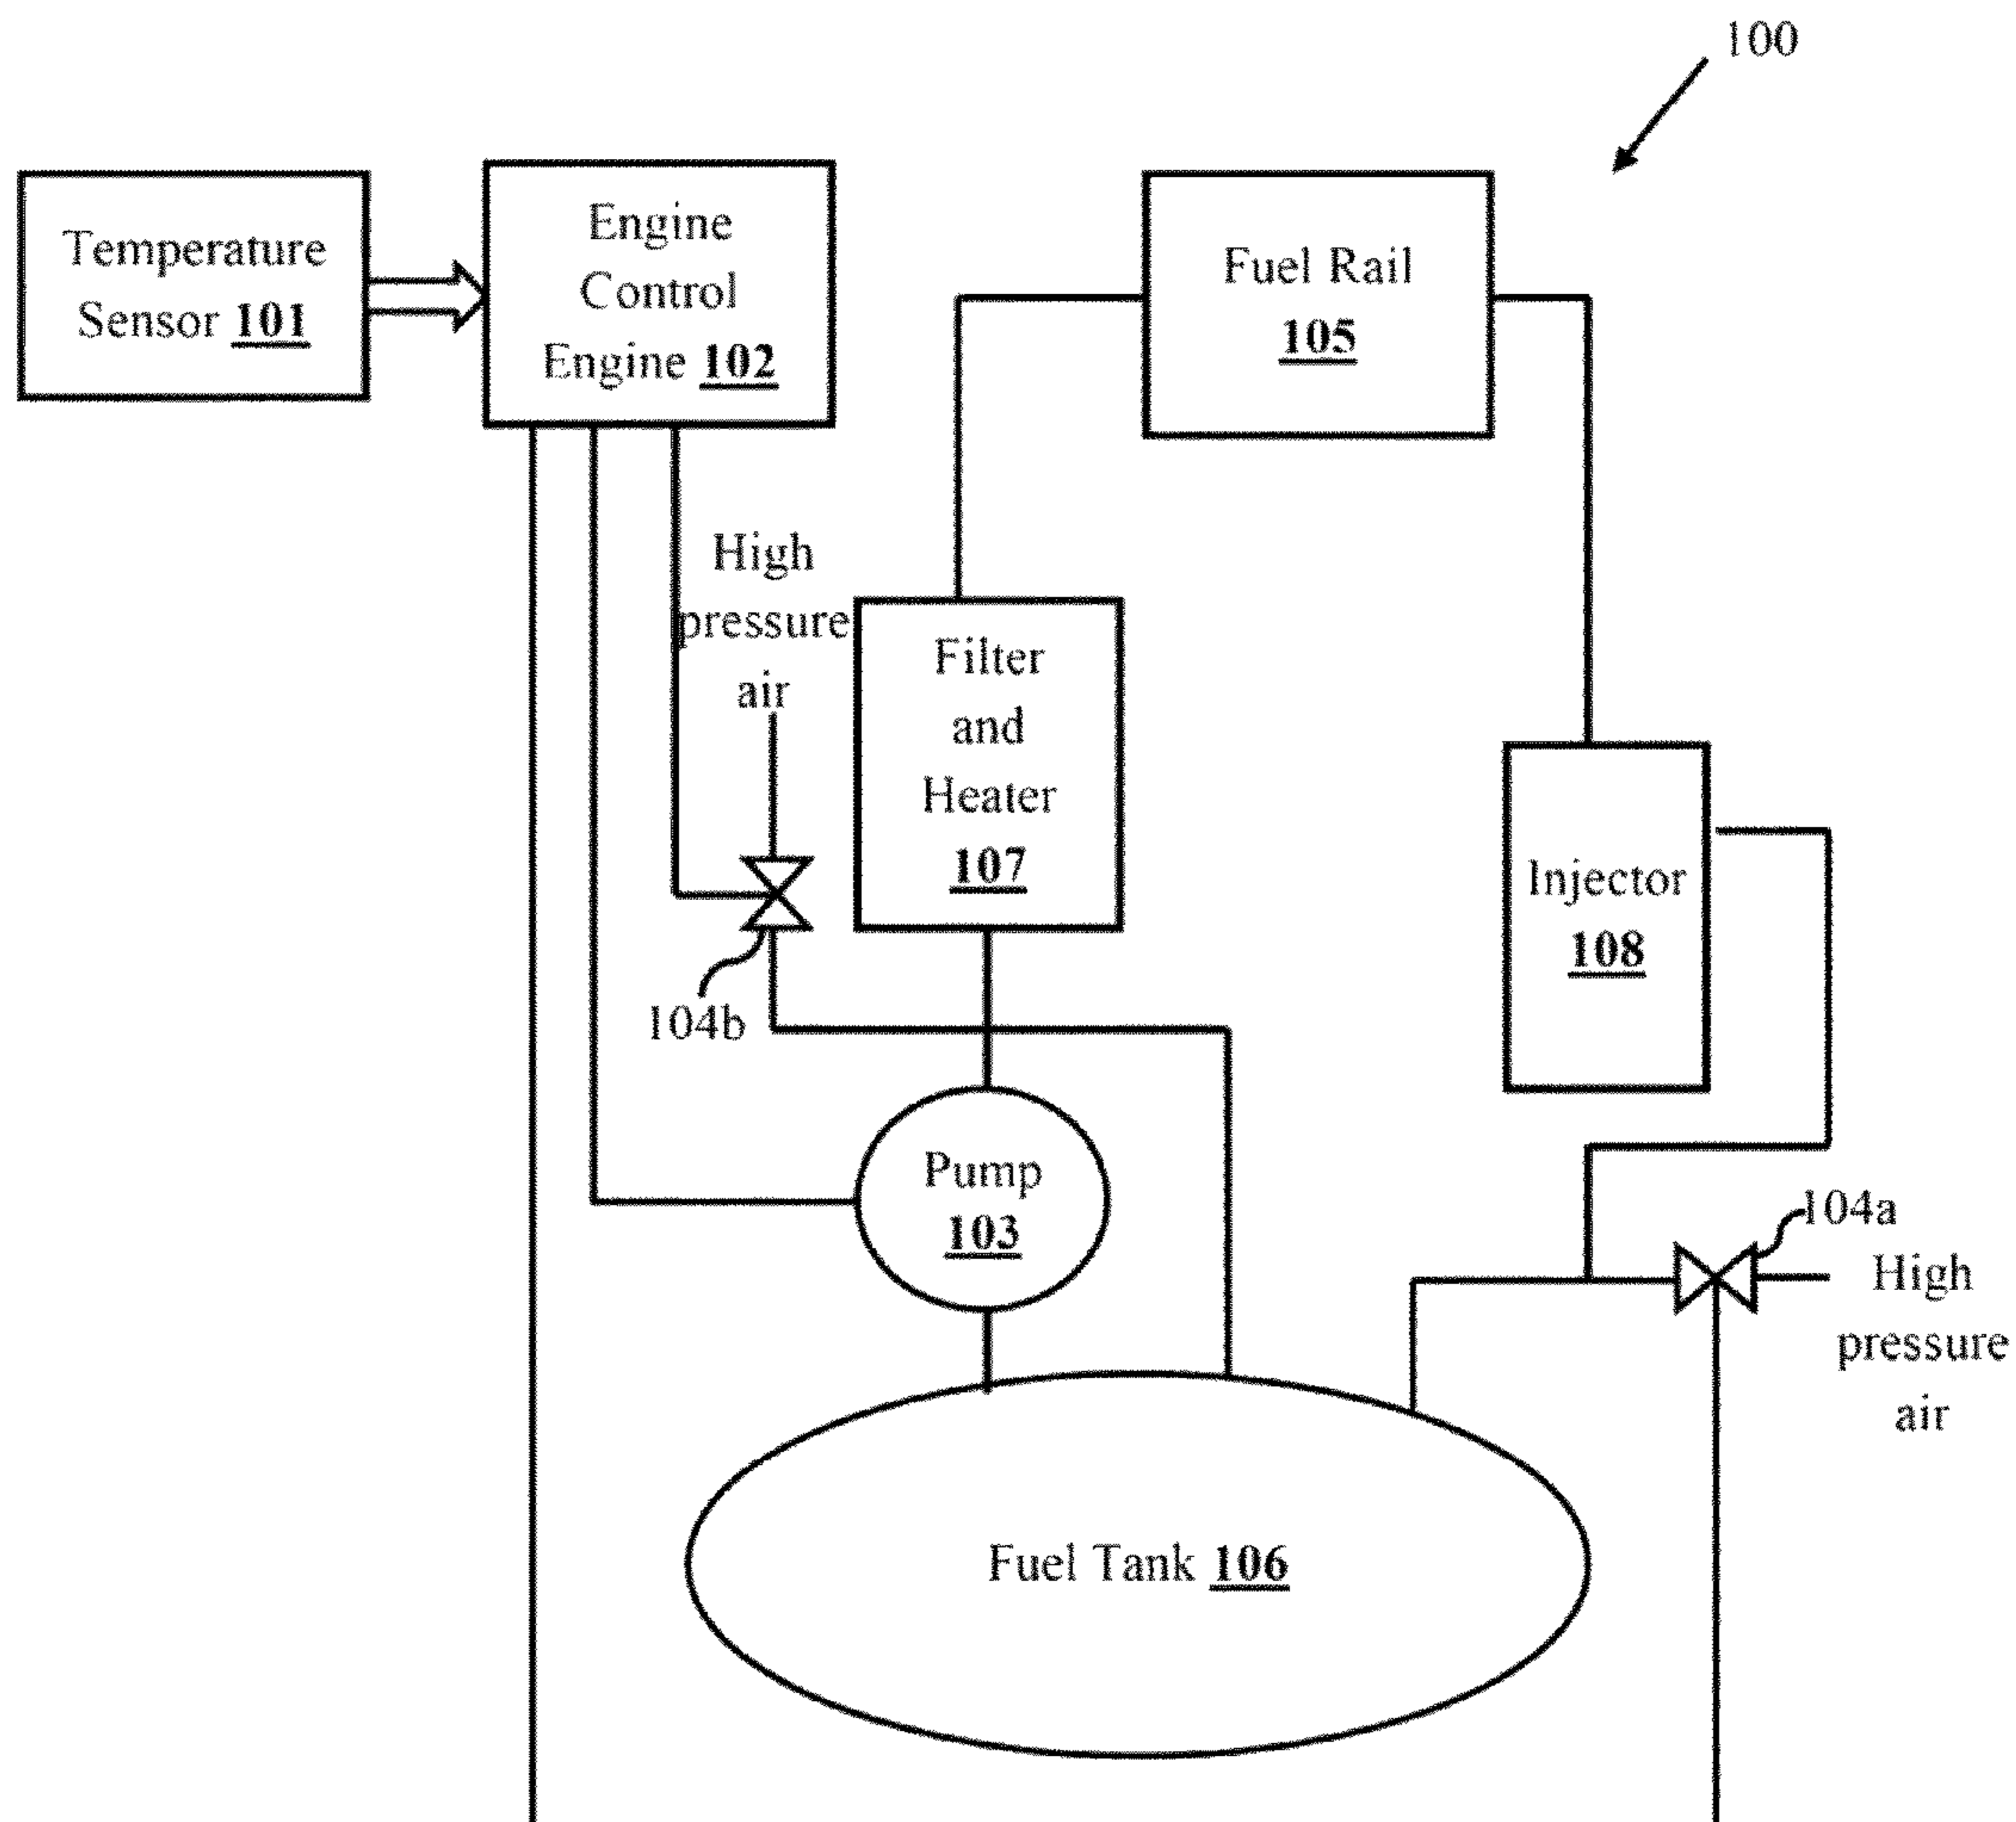 100
Temperature
Sensor 101
Engine
Control
Engine 102
Fuel Rail
105
High
pressure
air
Filter
and
Heater
107
Injector
108
104b
Pump
103
104a
High
pressure
air
Fuel Tank 106